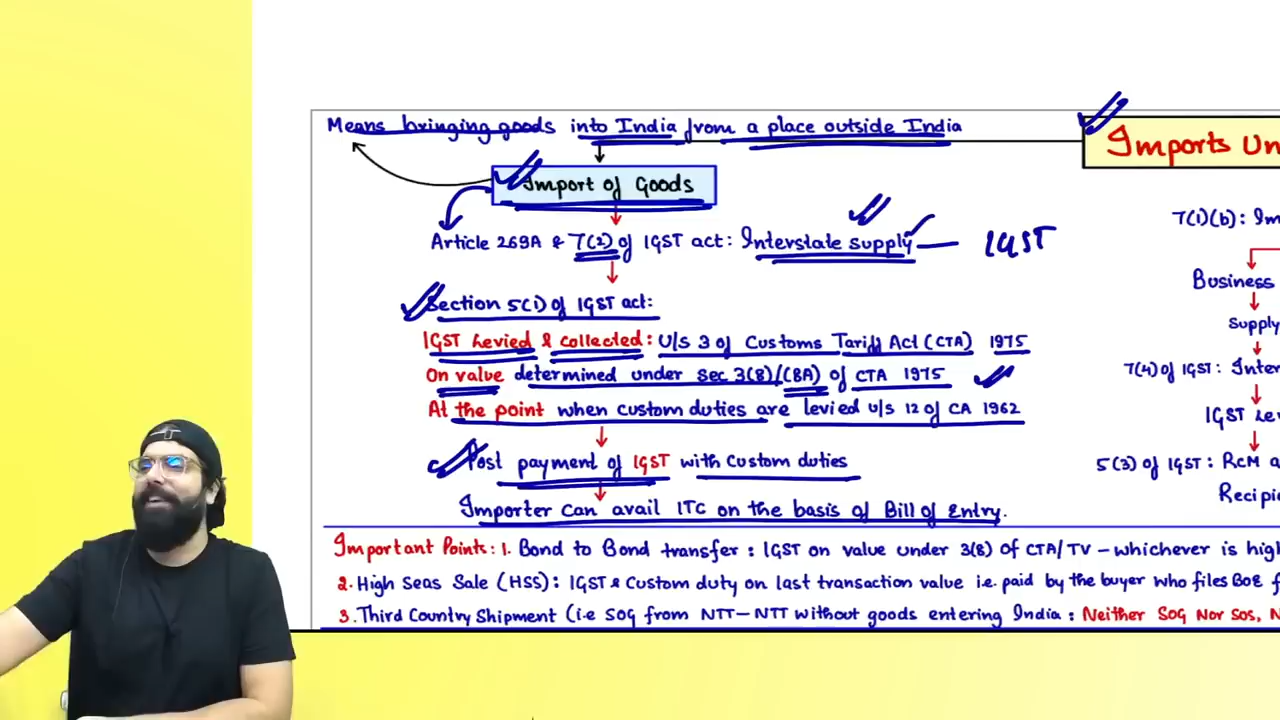 Means bringing goods into India from a place outside India
Imports Un
Import of Goods
Article 269A & 7(2) of IGST act: Interstate supply — IGST
Section 5(1) of IGST act:
IGST Levied & collected: U/s 3 of Customs Tariff Act (CTA) 1975
On value determined under Sec 3(8)/(8A) of CTA 1975
At the point when custom duties are levied U/s 12 of CA 1962
Post payment of IGST with Custom duties
Importer can avail ITC on the basis of Bill of Entry.
7(1)(b): Im
Business
Supply
7(4) of IGST: Inter
IGST Le
5(3) of IGST: RCM a
Recipi
Important Points: 1. Bond to Bond transfer: IGST on value under 3(8) of CTA/TV – whichever is high
2. High Seas Sale (HSS): IGST & Custom duty on last transaction value i.e. paid by the buyer who files BOE f
3. Third Country Shipment (i.e SOG from NTT–NTT without goods entering India: Neither SOG Nor SOS, N